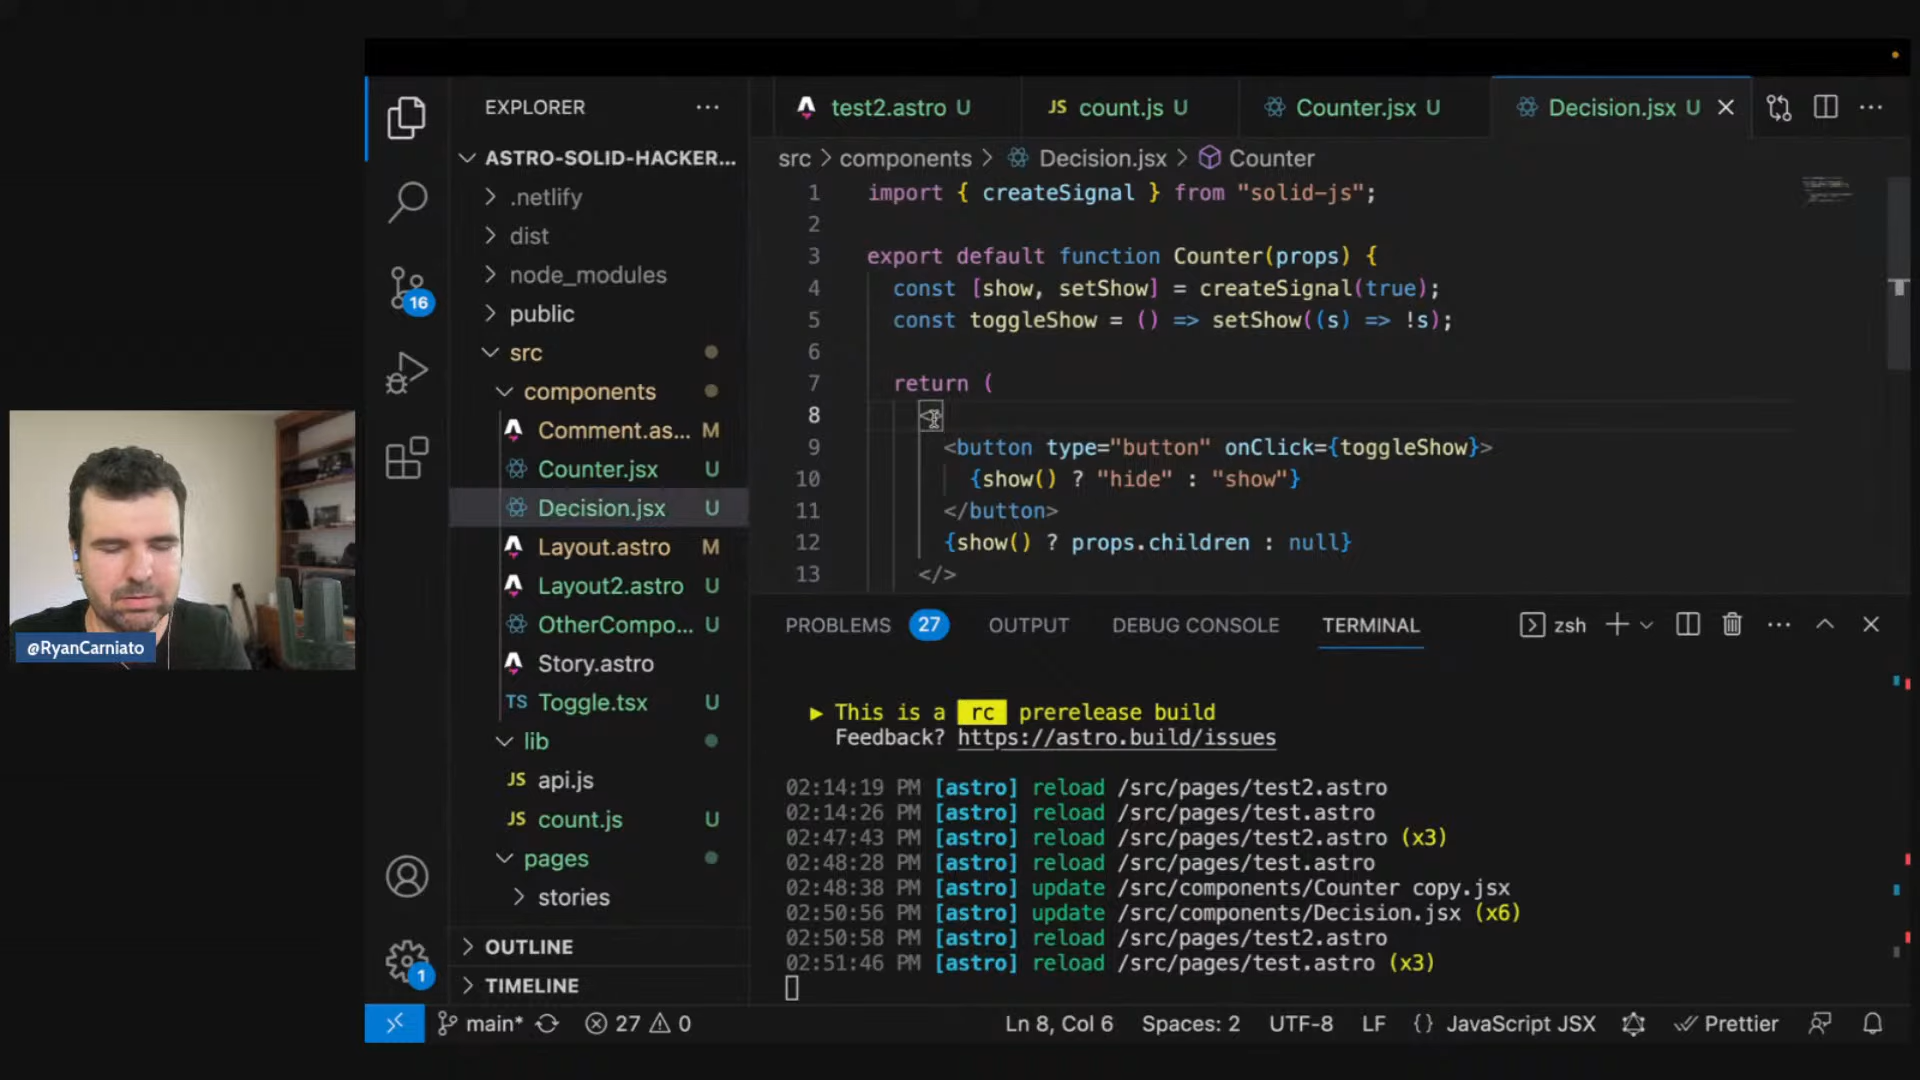 EXPLORER
ASTRO-SOLID-HACKER...
.netlify
dist
node_modules
public
src
components
Comment.as... M
Counter.jsx U
Decision.jsx U
Layout.astro M
Layout2.astro U
OtherCompo... U
Story.astro
TS Toggle.tsx U
lib
JS api.js
JS count.js U
pages
stories
OUTLINE
TIMELINE
16
1
@RyanCarniato
test2.astro U
JS count.js U
Counter.jsx U
Decision.jsx U
src > components > Decision.jsx > Counter
1 import { createSignal } from "solid-js";
2
3 export default function Counter(props) {
4 const [show, setShow] = createSignal(true);
5 const toggleShow = () => setShow((s) => !s);
6
7 return (
8 <>
9 <button type="button" onClick={toggleShow}>
10 {show() ? "hide" : "show"}
11 </button>
12 {show() ? props.children : null}
13 </>
PROBLEMS 27 OUTPUT DEBUG CONSOLE TERMINAL zsh
This is a rc prerelease build
Feedback? https://astro.build/issues
02:14:19 PM [astro] reload /src/pages/test2.astro
02:14:26 PM [astro] reload /src/pages/test.astro
02:47:43 PM [astro] reload /src/pages/test2.astro (x3)
02:48:28 PM [astro] reload /src/pages/test.astro
02:48:38 PM [astro] update /src/components/Counter copy.jsx
02:50:56 PM [astro] update /src/components/Decision.jsx (x6)
02:50:58 PM [astro] reload /src/pages/test2.astro
02:51:46 PM [astro] reload /src/pages/test.astro (x3)
main* 27 0 Ln 8, Col 6 Spaces: 2 UTF-8 LF {} JavaScript JSX Prettier